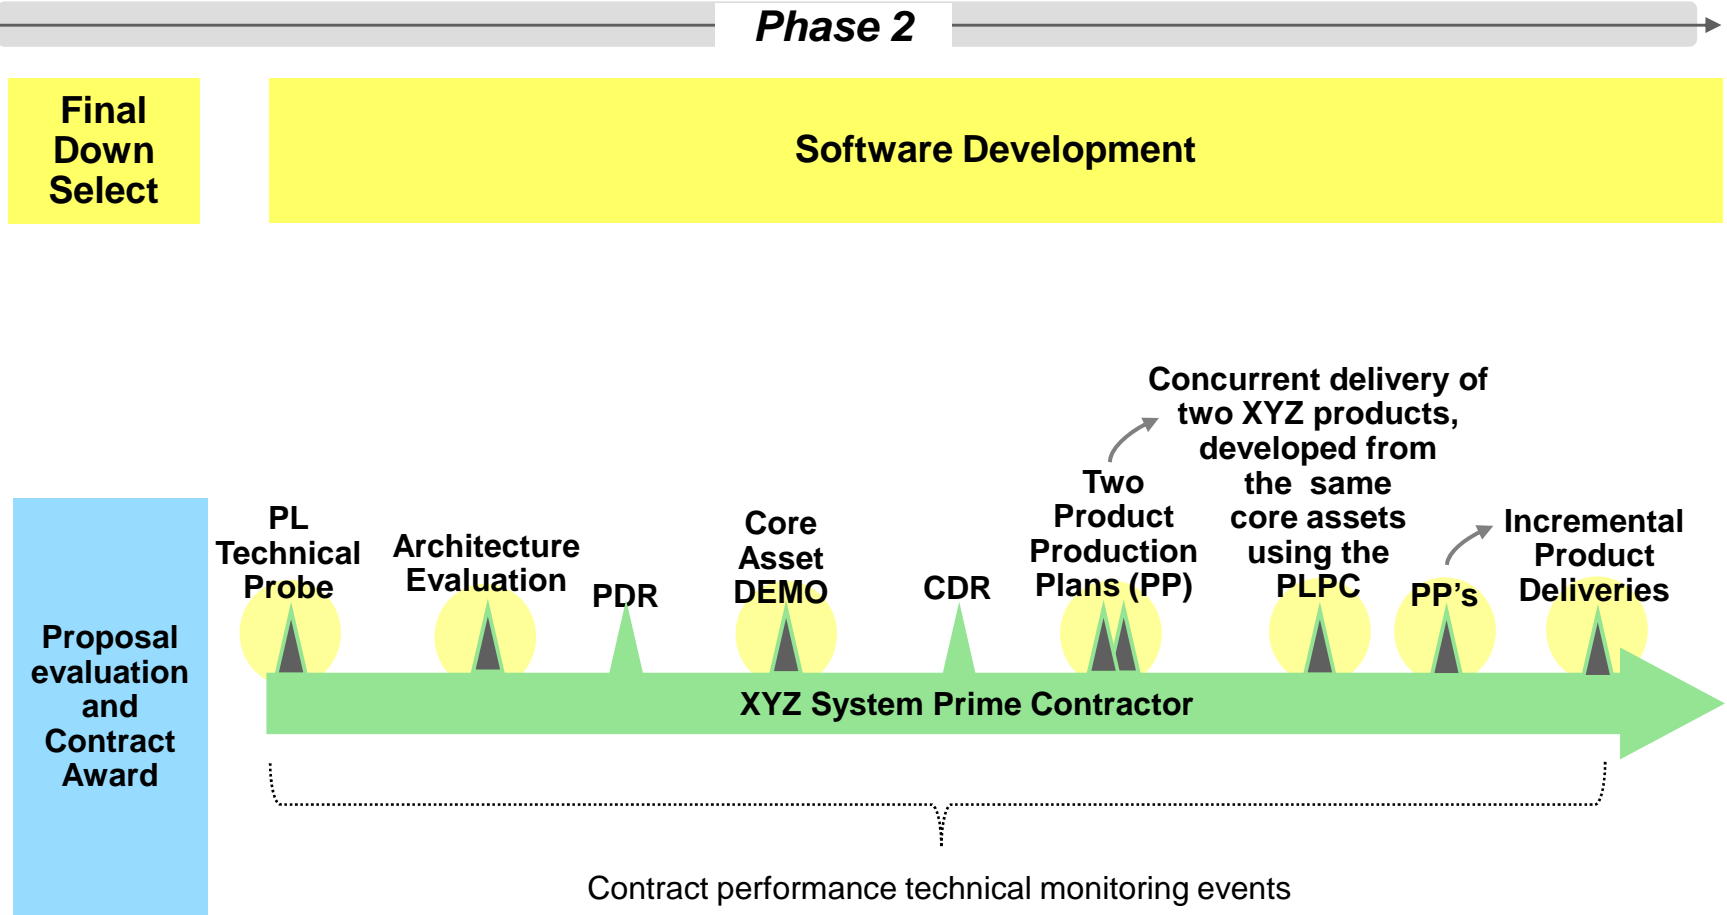 Phase 2
Final
Down
Select
Software Development
Proposal
evaluation
and
Contract
Award
PL
Technical
Probe
Architecture
Evaluation
PDR
Core
Asset
DEMO
CDR
Two
Product
Production
Plans (PP)
Concurrent delivery of
two XYZ products,
developed from
the same
core assets
using the
PLPC
PP’s
Incremental
Product
Deliveries
XYZ System Prime Contractor
Contract performance technical monitoring events